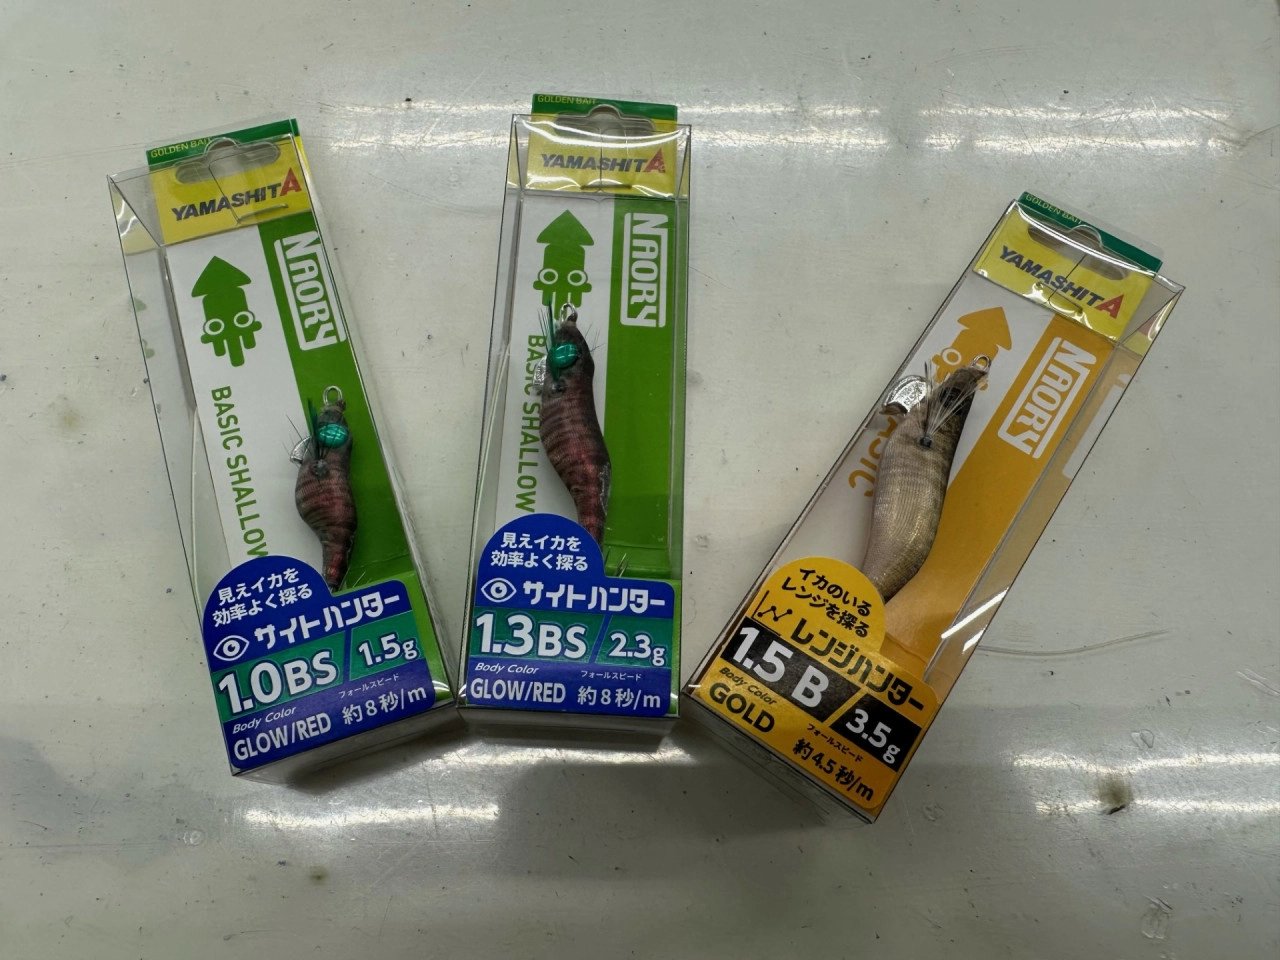 GOLDEN BAIT
YAMASHITA
NAORY
BASIC SHALLOW
見えイカを
効率よく探る
サイトハンター
1.0BS/1.5g
Body Color
フォールスピード
GLOW/RED 約8秒/m
GOLDEN BAIT
YAMASHITA
NAORY
BASIC SHALLOW
見えイカを
効率よく探る
サイトハンター
1.3BS/2.3g
Body Color
フォールスピード
GLOW/RED 約8秒/m
GOLDEN BAIT
YAMASHITA
NAORY
イカのいる
レンジを探る
レンジハンター
1.5 B/3.5g
Body Color
フォールスピード
GOLD 約4.5秒/m